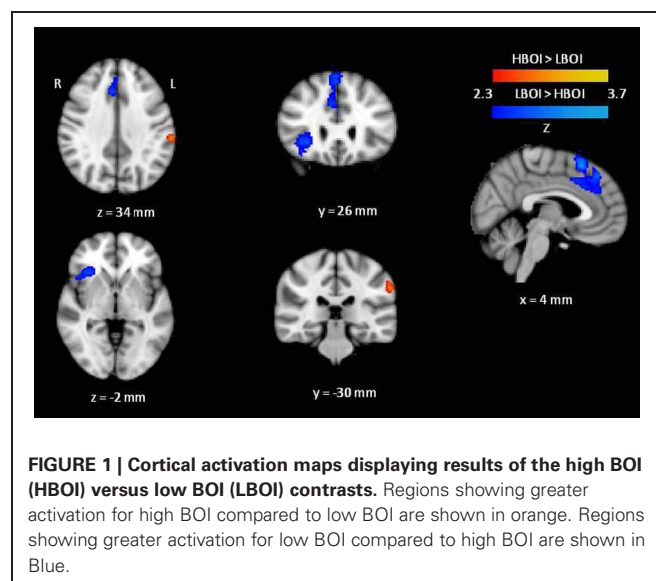 HBOI > LBOI
R L
2.3 LBOI>HBOI 3.7
Z
z = 34 mm
y = 26 mm
x = 4 mm
z = -2 mm
y = -30 mm
FIGURE 1 | Cortical activation maps displaying results of the high BOI
(HBOI) versus low BOI (LBOI) contrasts. Regions showing greater
activation for high BOI compared to low BOI are shown in orange. Regions
showing greater activation for low BOI compared to high BOI are shown in
Blue.